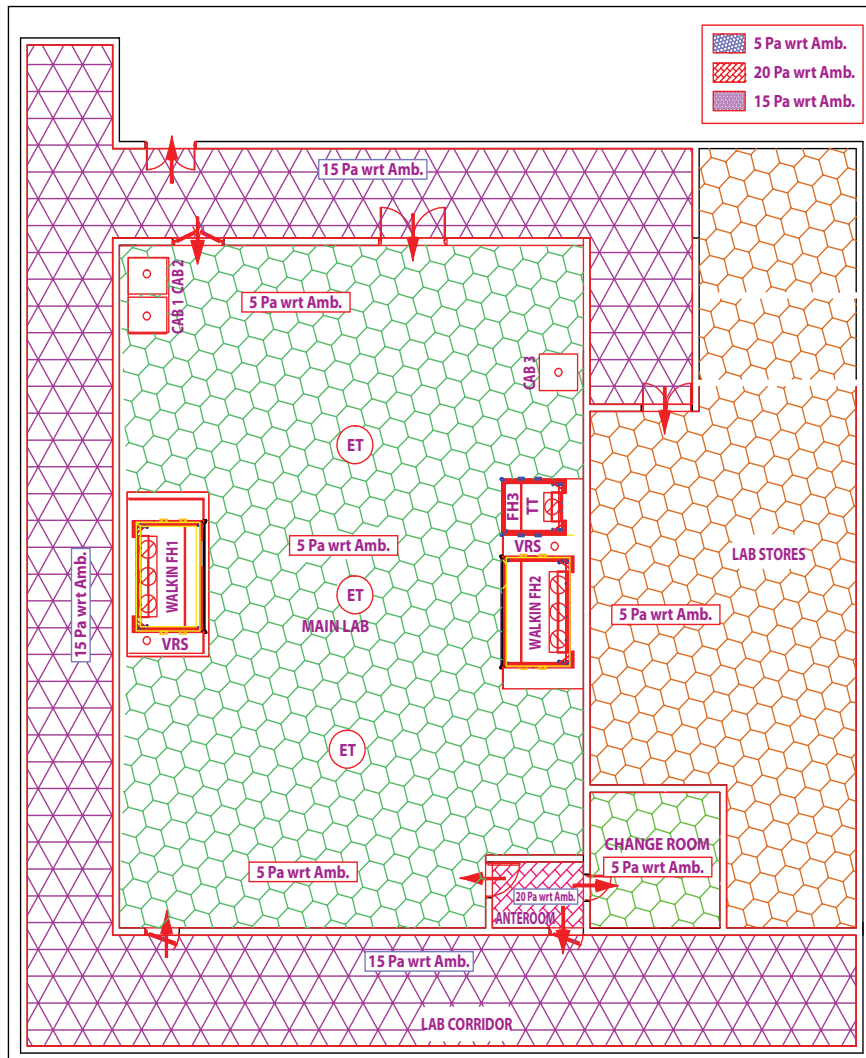 5 Pa wrt Amb.
20 Pa wrt Amb.
15 Pa wrt Amb.
15 Pa wrt Amb.
CAB 2
CAB 1
5 Pa wrt Amb.
CAB 3
ET
FH3
TT
VRS
5 Pa wrt Amb.
WALKIN FH1
VRS
15 Pa wrt Amb.
ET
MAIN LAB
WALKIN FH2
LAB STORES
5 Pa wrt Amb.
ET
CHANGE ROOM
5 Pa wrt Amb.
5 Pa wrt Amb.
20 Pa wrt Amb.
ANTEROOM
15 Pa wrt Amb.
LAB CORRIDOR